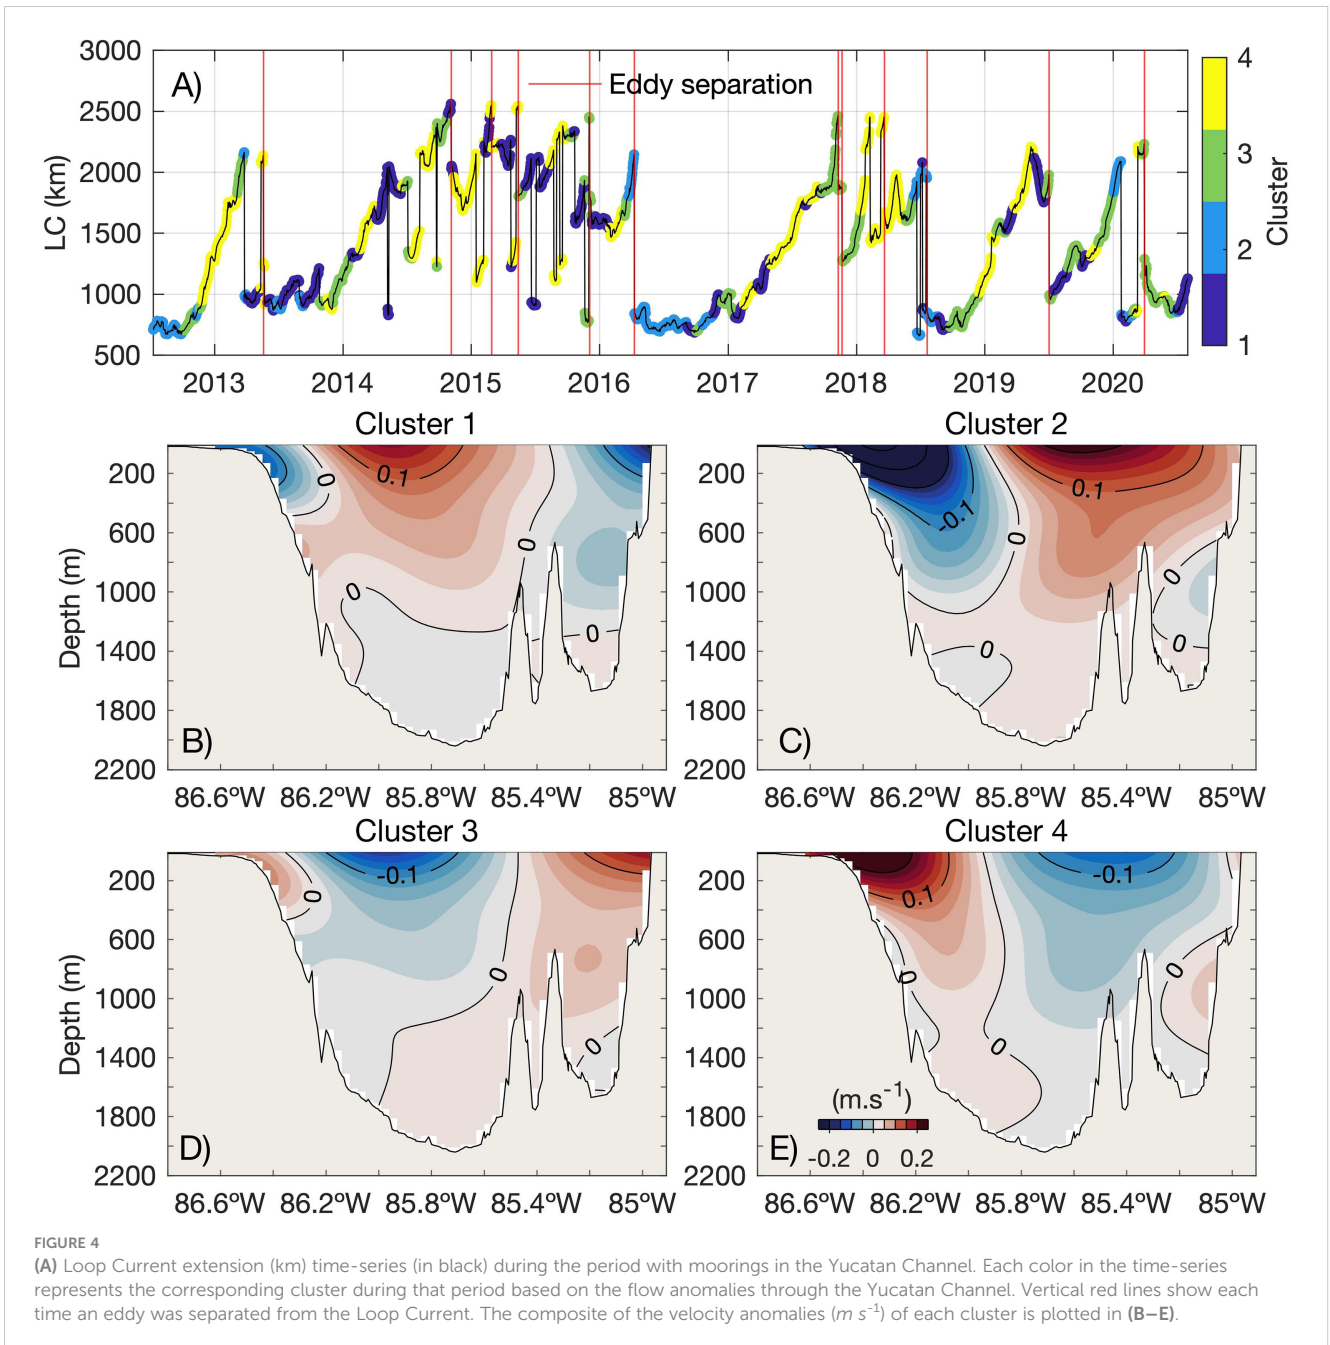 A)
Eddy separation
LC (km)
3000
2500
2000
1500
1000
500
2013 2014 2015 2016 2017 2018 2019 2020
4
3
2
1
Cluster
Cluster 1
0
0.1
0
0
0
Depth (m)
200
600
1000
1400
1800
2200
B)
86.6ºW 86.2ºW 85.8ºW 85.4ºW 85ºW
Cluster 2
-0.1
0
0.1
0
0
0
200
600
1000
1400
1800
2200
C)
86.6ºW 86.2ºW 85.8ºW 85.4ºW 85ºW
Cluster 3
0
-0.1
0
0
Depth (m)
200
600
1000
1400
1800
2200
D)
86.6ºW 86.2ºW 85.8ºW 85.4ºW 85ºW
Cluster 4
0.1
-0.1
0
0
0
200
600
1000
1400
1800
2200
(m.s-1)
-0.2 0 0.2
E)
86.6ºW 86.2ºW 85.8ºW 85.4ºW 85ºW
FIGURE 4
(A) Loop Current extension (km) time-series (in black) during the period with moorings in the Yucatan Channel. Each color in the time-series
represents the corresponding cluster during that period based on the flow anomalies through the Yucatan Channel. Vertical red lines show each
time an eddy was separated from the Loop Current. The composite of the velocity anomalies (m s-1) of each cluster is plotted in (B–E).